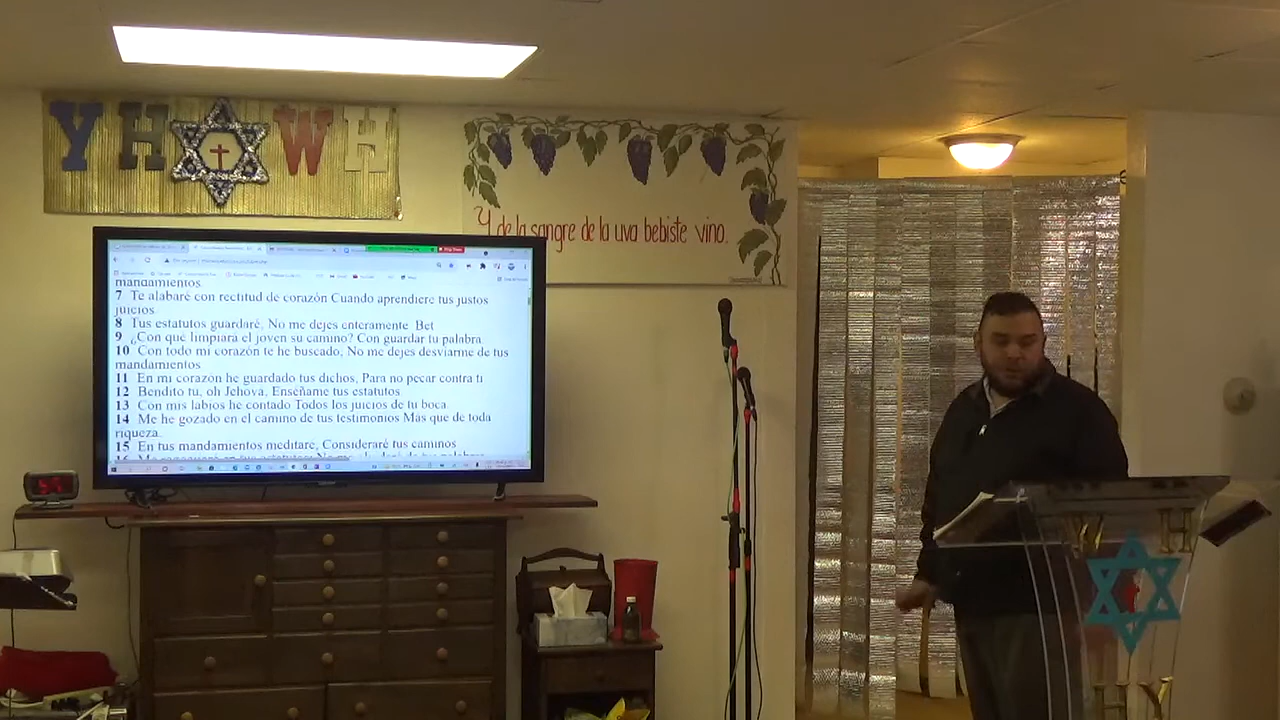 YH WH
Y de la sangre de la uva bebiste vino.
mandamientos.
7 Te alabaré con rectitud de corazón Cuando aprendiere tus justos
juicios.
8 Tus estatutos guardaré, No me dejes enteramente. Bet
9 ¿Con qué limpiará el joven su camino? Con guardar tu palabra.
10 Con todo mi corazón te he buscado, No me dejes desviarme de tus
mandamientos.
11 En mi corazón he guardado tus dichos, Para no pecar contra ti.
12 Bendito tu, oh Jehova, Enséñame tus estatutos.
13 Con mis labios he contado Todos los juicios de tu boca.
14 Me he gozado en el camino de tus testimonios Más que de toda
riqueza.
15 En tus mandamientos meditare, Consideraré tus caminos
W H
H Y